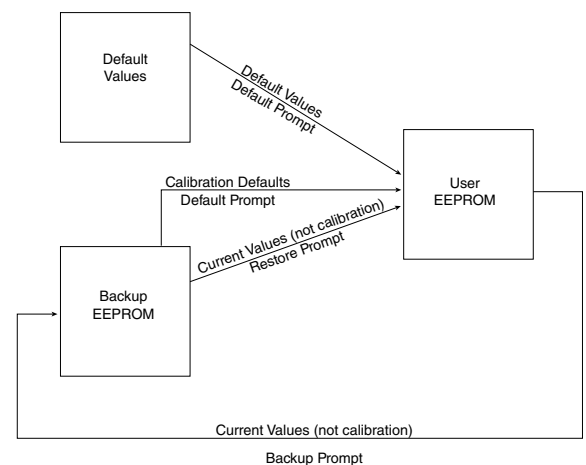 Default
Values
Default Values
Default Prompt
User
EEPROM
Calibration Defaults
Default Prompt
Current Values (not calibration)
Restore Prompt
Backup
EEPROM
Current Values (not calibration)
Backup Prompt